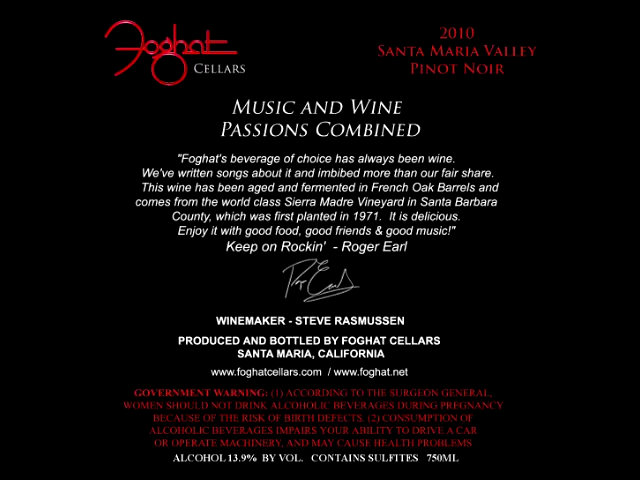 Foghat
CELLARS
2010
SANTA MARIA VALLEY
PINOT NOIR
MUSIC AND WINE
PASSIONS COMBINED
"Foghat's beverage of choice has always been wine.
We've written songs about it and imbibed more than our fair share.
This wine has been aged and fermented in French Oak Barrels and
comes from the world class Sierra Madre Vineyard in Santa Barbara
County, which was first planted in 1971. It is delicious.
Enjoy it with good food, good friends & good music!"
Keep on Rockin' - Roger Earl
WINEMAKER - STEVE RASMUSSEN
PRODUCED AND BOTTLED BY FOGHAT CELLARS
SANTA MARIA, CALIFORNIA
www.foghatcellars.com / www.foghat.net
GOVERNMENT WARNING: (1) ACCORDING TO THE SURGEON GENERAL,
WOMEN SHOULD NOT DRINK ALCOHOLIC BEVERAGES DURING PREGNANCY
BECAUSE OF THE RISK OF BIRTH DEFECTS. (2) CONSUMPTION OF
ALCOHOLIC BEVERAGES IMPAIRS YOUR ABILITY TO DRIVE A CAR
OR OPERATE MACHINERY, AND MAY CAUSE HEALTH PROBLEMS
ALCOHOL 13.9% BY VOL. CONTAINS SULFITES 750ML